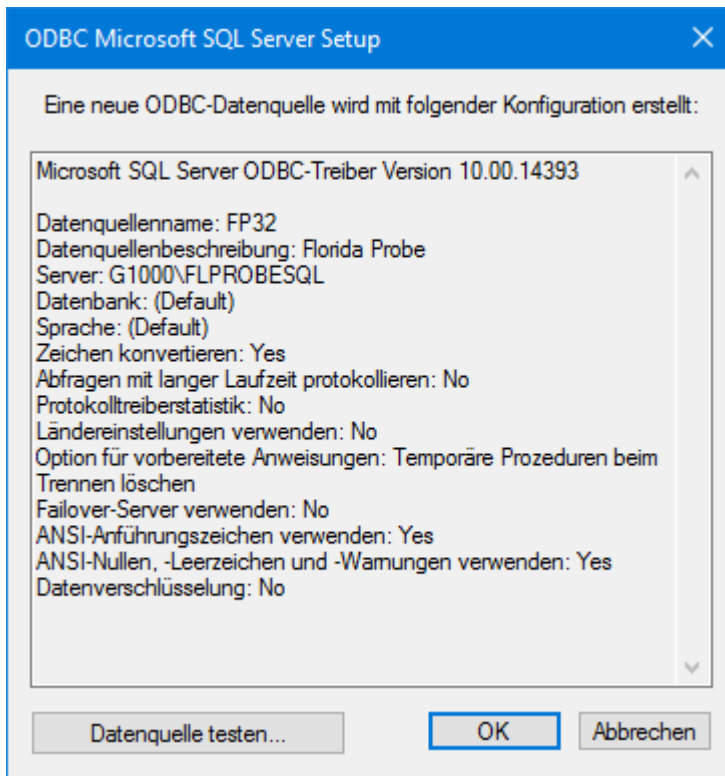 ODBC Microsoft SQL Server Setup
Eine neue ODBC-Datenquelle wird mit folgender Konfiguration erstellt:
Microsoft SQL Server ODBC-Treiber Version 10.00.14393
Datenquellenname: FP32
Datenquellenbeschreibung: Florida Probe
Server: G1000\FLPROBESQL
Datenbank: (Default)
Sprache: (Default)
Zeichen konvertieren: Yes
Abfragen mit langer Laufzeit protokollieren: No
Protokolltreiberstatistik: No
Ländereinstellungen verwenden: No
Option für vorbereitete Anweisungen: Temporäre Prozeduren beim
Trennen löschen
Failover-Server verwenden: No
ANSI-Anführungszeichen verwenden: Yes
ANSI-Nullen, -Leerzeichen und -Warnungen verwenden: Yes
Datenverschlüsselung: No
Datenquelle testen... OK Abbrechen